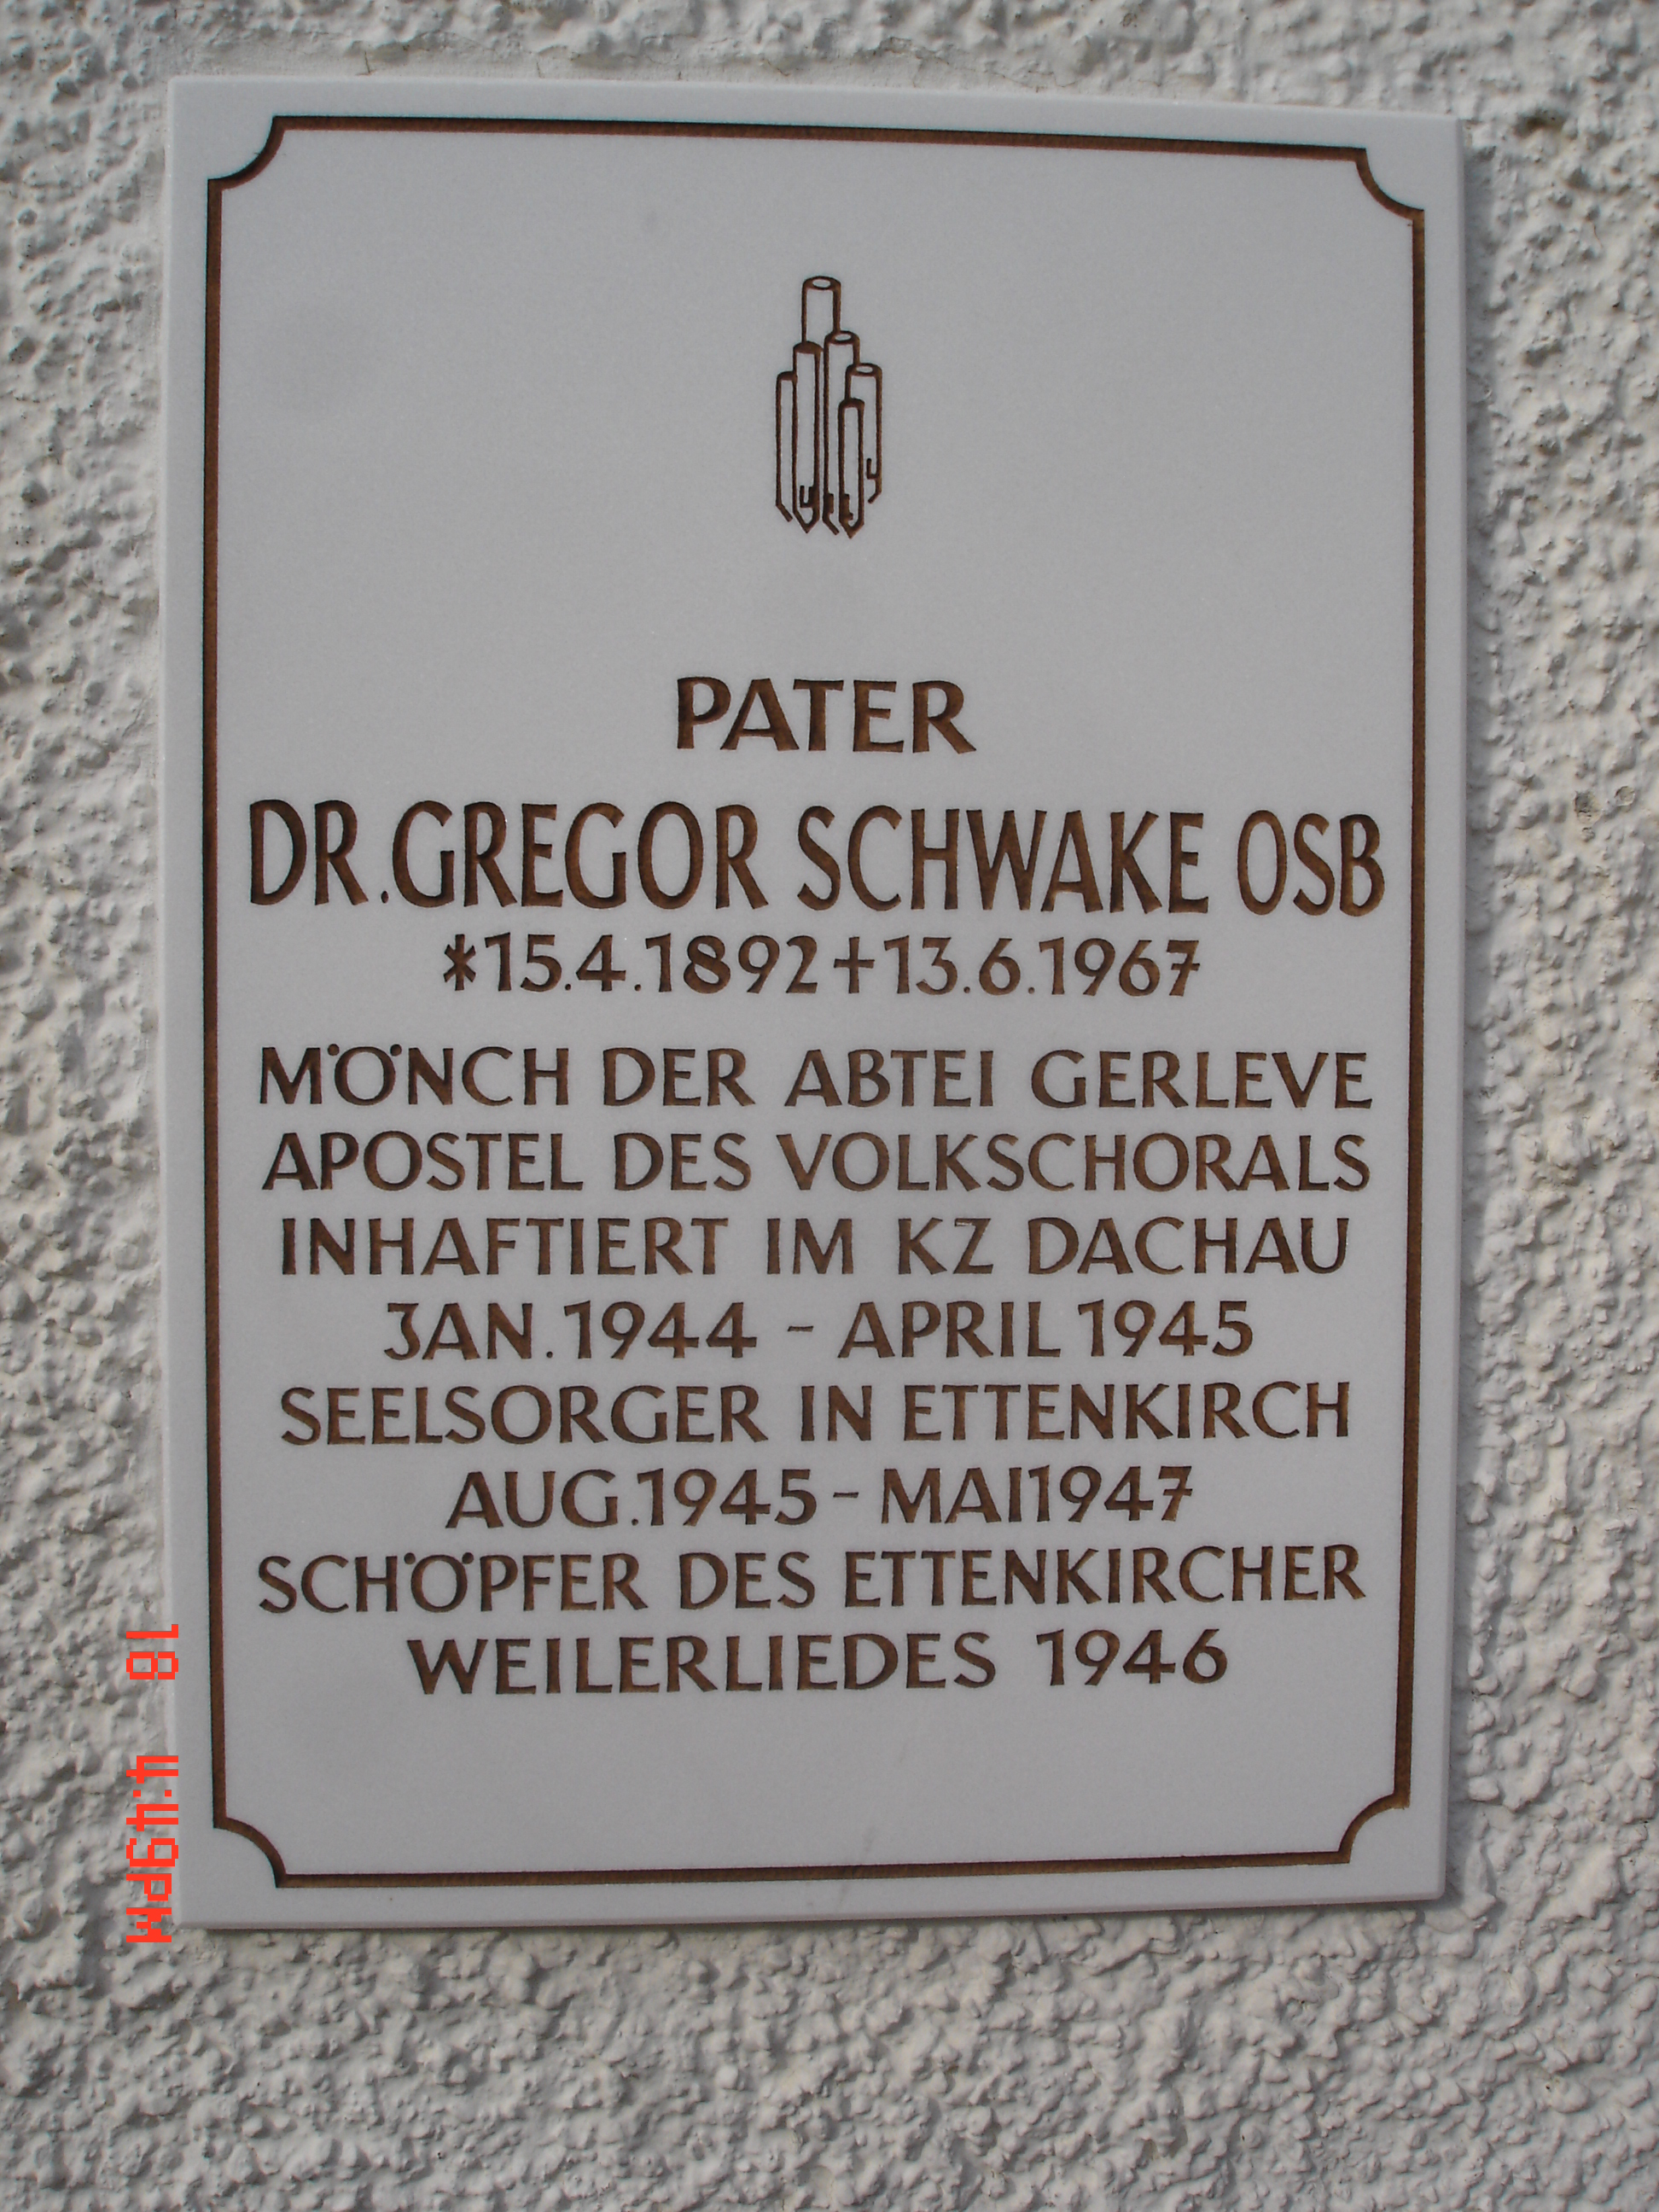 PATER
DR.GREGOR SCHWAKE OSB
*15.4.1892†13.6.1967
MÖNCH DER ABTEI GERLEVE
APOSTEL DES VOLKSCHORALS
INHAFTIERT IM KZ DACHAU
JAN.1944 - APRIL 1945
SEELSORGER IN ETTENKIRCH
AUG.1945 - MAI 1947
SCHÖPFER DES ETTENKIRCHER
WEILERLIEDES 1946
4:49PM 18